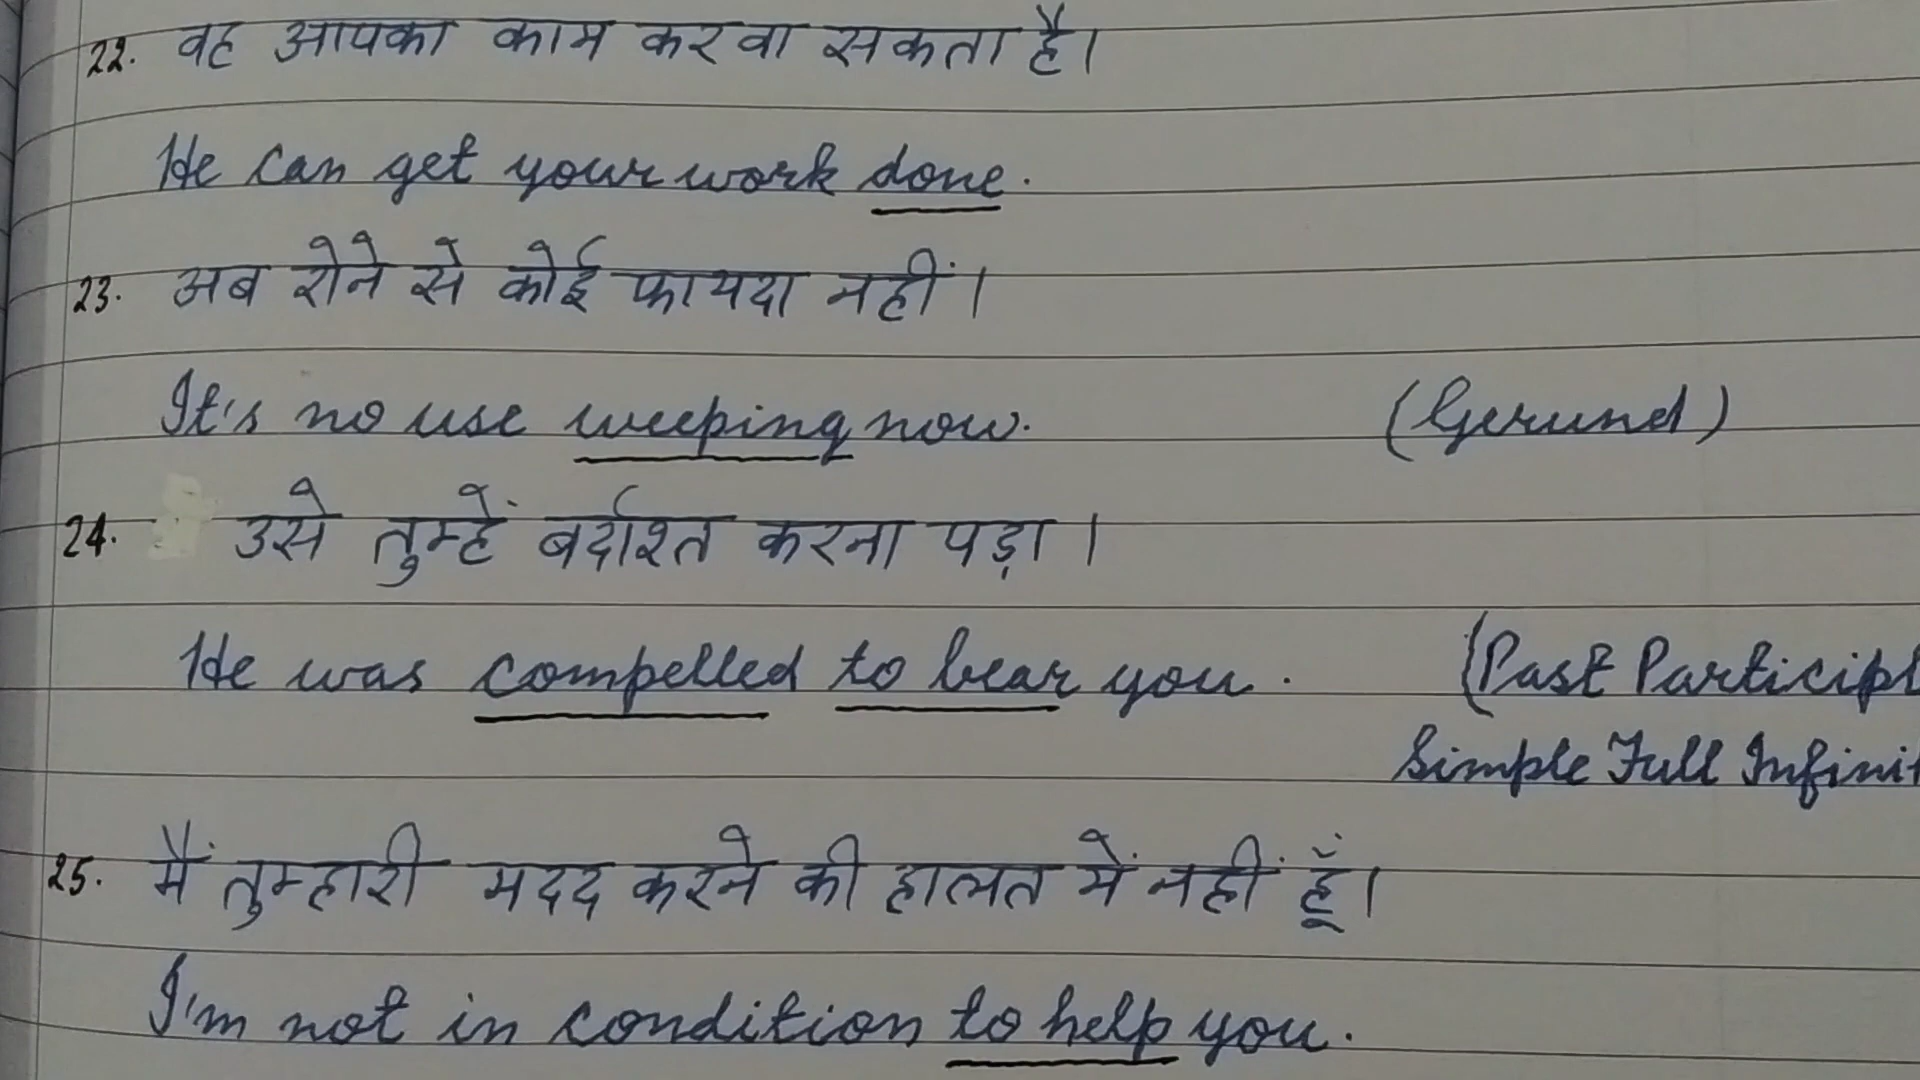 22. वह आपका काम करवा सकता है।
He can get your work done.
23. अब रोने से कोई फायदा नहीं।
It's no use weeping now. (Gerund)
24. उसे तुम्हें बर्दाश्त करना पड़ा।
He was compelled to bear you. (Past Participl
Simple Full Infinit
25. मैं तुम्हारी मदद करने की हालत में नहीं हूँ।
I'm not in condition to help you.